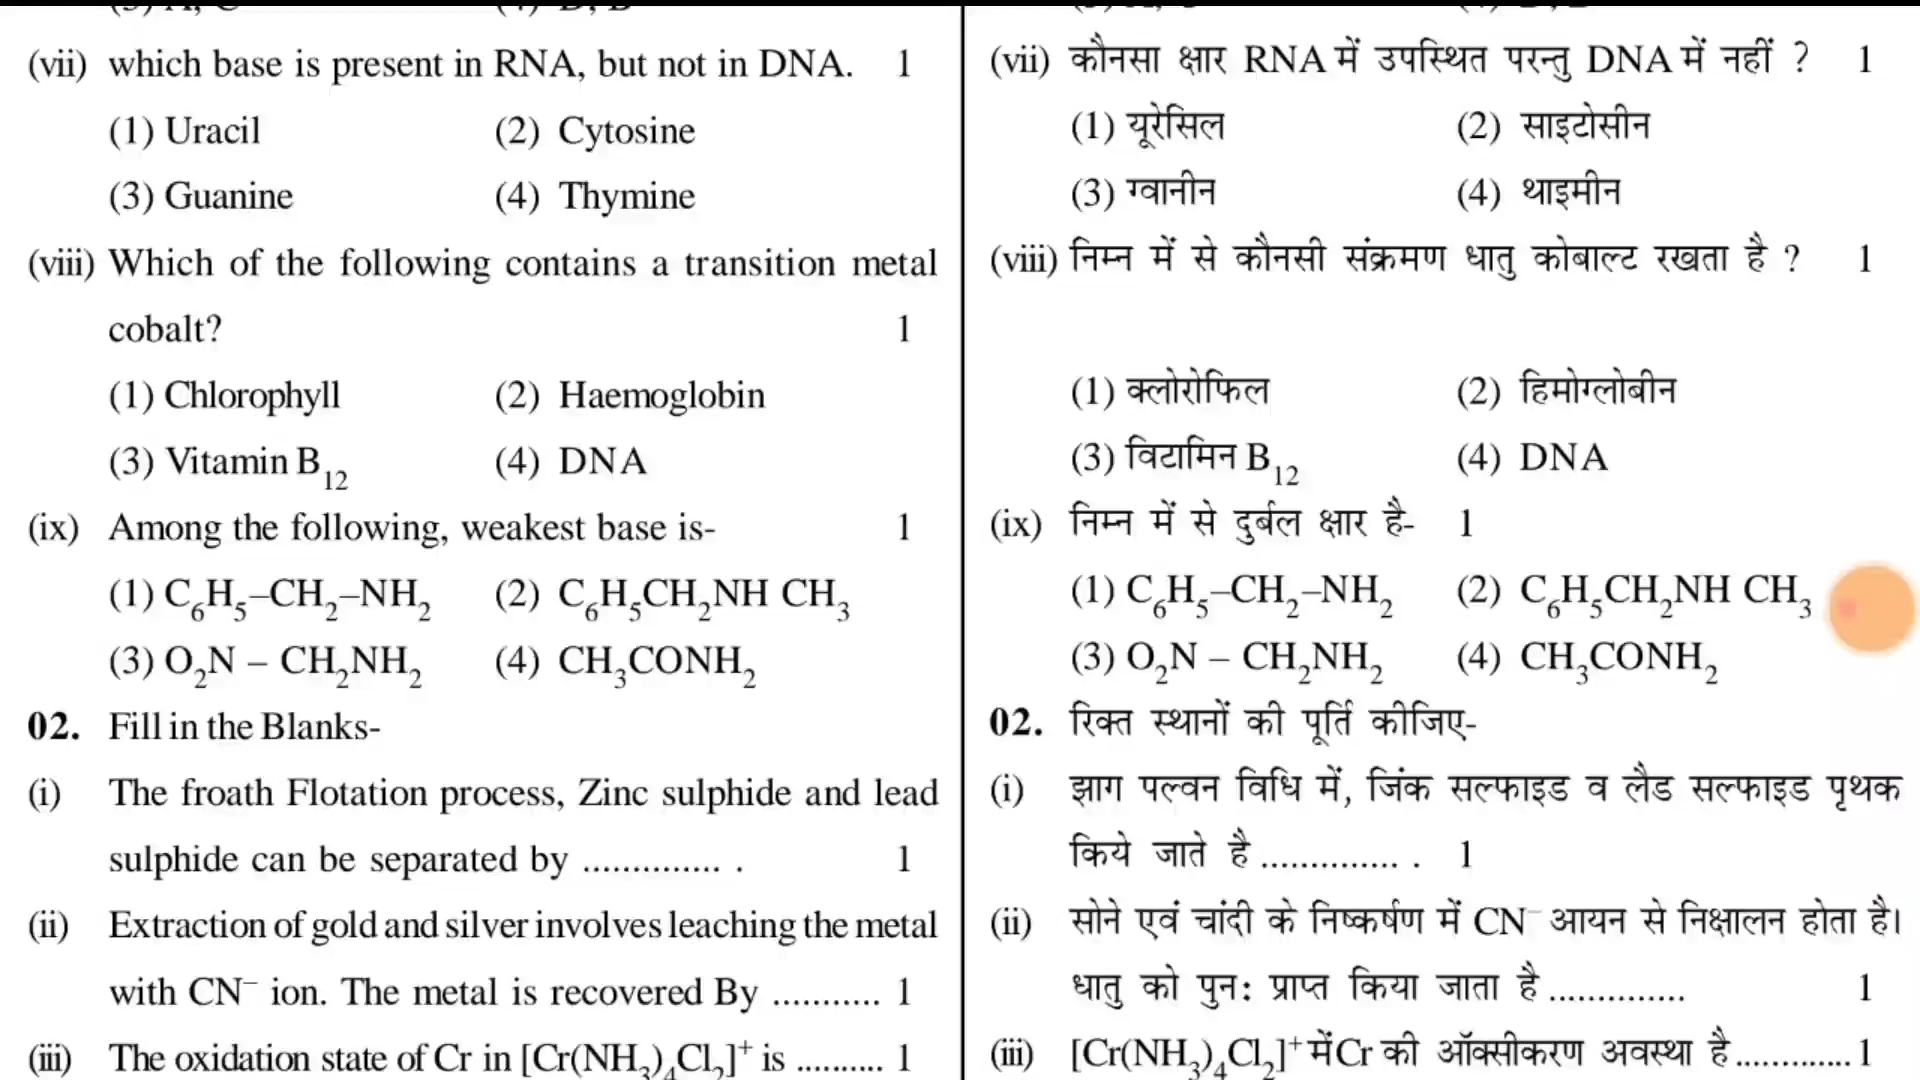 (vii) which base is present in RNA, but not in DNA. 1
(1) Uracil (2) Cytosine
(3) Guanine (4) Thymine
(viii) Which of the following contains a transition metal
cobalt? 1
(1) Chlorophyll (2) Haemoglobin
(3) Vitamin B12 (4) DNA
(ix) Among the following, weakest base is- 1
(1) C6H5–CH2–NH2 (2) C6H5CH2NH CH3
(3) O2N – CH2NH2 (4) CH3CONH2
02. Fill in the Blanks-
(i) The froath Flotation process, Zinc sulphide and lead
sulphide can be separated by .............. . 1
(ii) Extraction of gold and silver involves leaching the metal
with CN– ion. The metal is recovered By ........... 1
(iii) The oxidation state of Cr in [Cr(NH3)4Cl2]+ is .......... 1
(vii) कौनसा क्षार RNA में उपस्थित परन्तु DNA में नहीं ? 1
(1) यूरेसिल (2) साइटोसीन
(3) ग्वानीन (4) थाइमीन
(viii) निम्न में से कौनसी संक्रमण धातु कोबाल्ट रखता है ? 1
(1) क्लोरोफिल (2) हिमोग्लोबीन
(3) विटामिन B12 (4) DNA
(ix) निम्न में से दुर्बल क्षार है- 1
(1) C6H5–CH2–NH2 (2) C6H5CH2NH CH3
(3) O2N – CH2NH2 (4) CH3CONH2
02. रिक्त स्थानों की पूर्ति कीजिए-
(i) झाग पल्वन विधि में, जिंक सल्फाइड व लैड सल्फाइड पृथक
किये जाते है .............. . 1
(ii) सोने एवं चांदी के निष्कर्षण में CN– आयन से निक्षालन होता है।
धातु को पुनः प्राप्त किया जाता है .............. 1
(iii) [Cr(NH3)4Cl2]+ में Cr की ऑक्सीकरण अवस्था है ............. 1